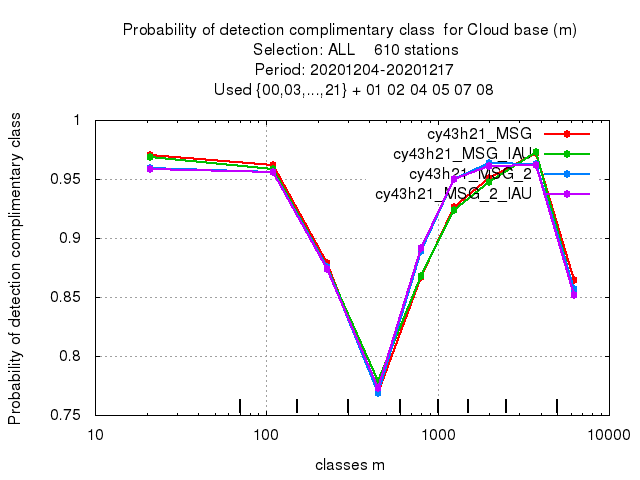 Probability of detection complimentary class  for Cloud base (m)
Selection: ALL    610 stations
Period: 20201204-20201217
Used {00,03,...,21} + 01 02 04 05 07 08
Probability of detection complimentary class
1
0.95
0.9
0.85
0.8
0.75
cy43h21_MSG
cy43h21_MSG_IAU
cy43h21_MSG_2
cy43h21_MSG_2_IAU
10 100 1000 10000
classes m